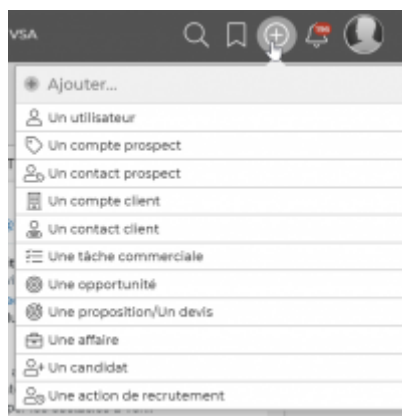 VSA
Ajouter...
Un utilisateur
Un compte prospect
Un contact prospect
Un compte client
Un contact client
Une tâche commerciale
Une opportunité
Une proposition/Un devis
Une affaire
Un candidat
Une action de recrutement